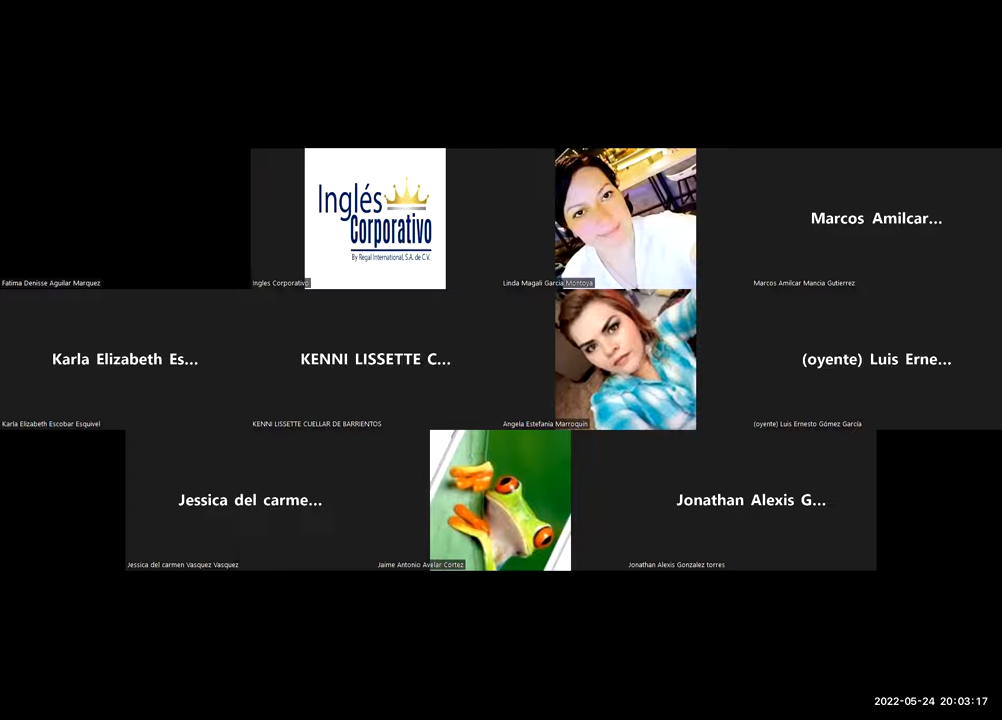 Inglés
Corporativo
By Regal International, S.A. de C.V.
Marcos Amilcar...
Fatima Denisse Aguilar Marquez
Ingles Corporativo
Linda Magali Garcia Montoya
Marcos Amilcar Mancia Gutierrez
Karla Elizabeth Es...
KENNI LISSETTE C...
(oyente) Luis Erne...
Karla Elizabeth Escobar Esquivel
KENNI LISSETTE CUELLAR DE BARRIENTOS
Angela Estefania Marroquin
(oyente) Luis Ernesto Gómez García
Jessica del carme...
Jonathan Alexis G...
Jessica del carmen Vasquez Vasquez
Jaime Antonio Avelar Cortez
Jonathan Alexis Gonzalez torres
2022-05-24 20:03:17